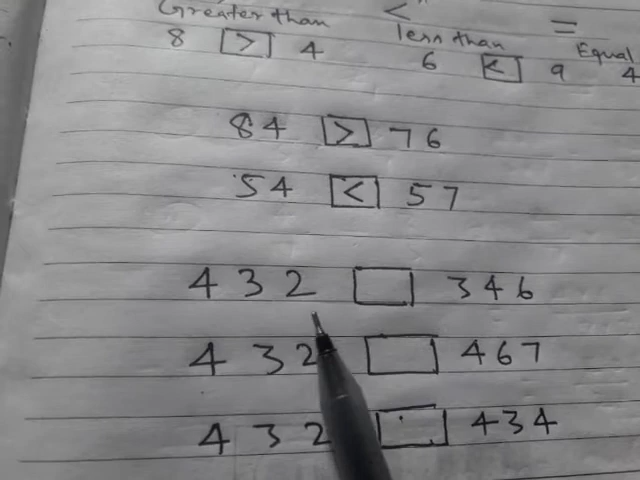 Greater than < =
8 > 4 less than Equal
6 < 9 4
84 > 76
54 < 57
432 346
432 467
432 434